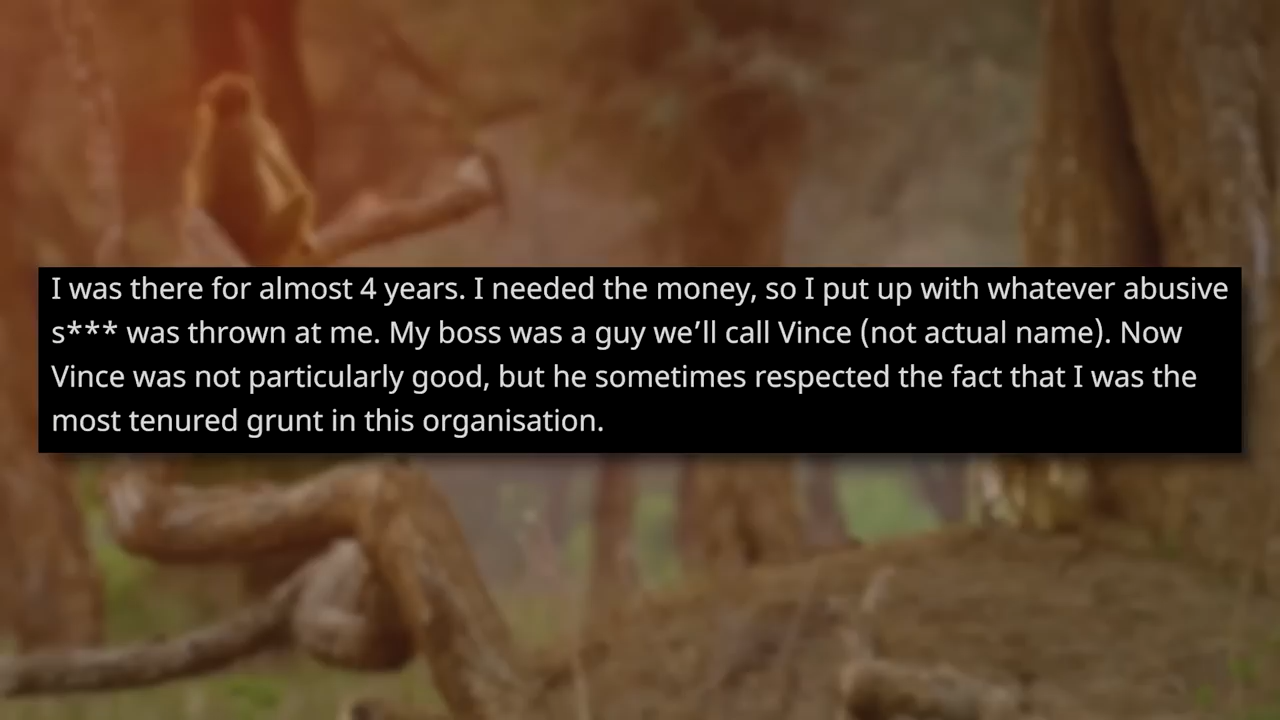 I was there for almost 4 years. I needed the money, so I put up with whatever abusive
s*** was thrown at me. My boss was a guy we’ll call Vince (not actual name). Now
Vince was not particularly good, but he sometimes respected the fact that I was the
most tenured grunt in this organisation.